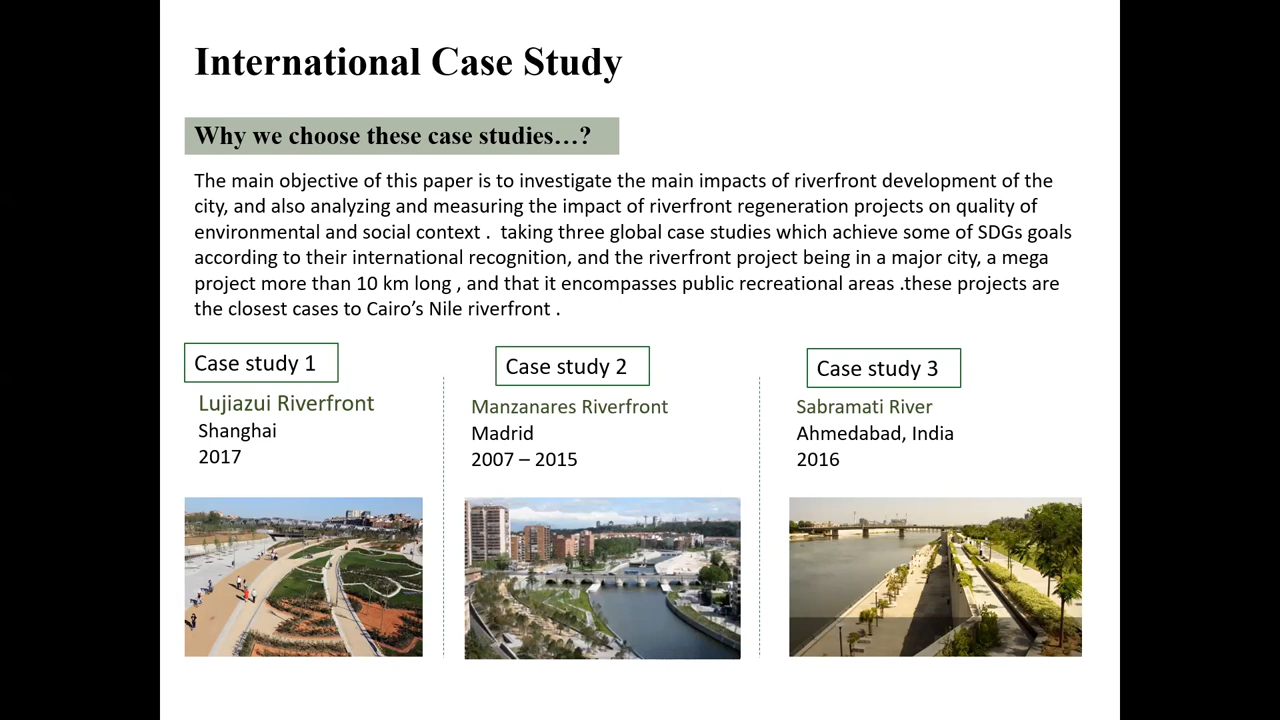 International Case Study
Why we choose these case studies…?
The main objective of this paper is to investigate the main impacts of riverfront development of the
city, and also analyzing and measuring the impact of riverfront regeneration projects on quality of
environmental and social context .  taking three global case studies which achieve some of SDGs goals
according to their international recognition, and the riverfront project being in a major city, a mega
project more than 10 km long , and that it encompasses public recreational areas .these projects are
the closest cases to Cairo’s Nile riverfront .
Case study 1
Lujiazui Riverfront
Shanghai
2017
Case study 2
Manzanares Riverfront
Madrid
2007 – 2015
Case study 3
Sabramati River
Ahmedabad, India
2016